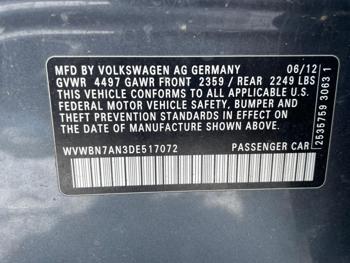 MFD BY VOLKSWAGEN AG GERMANY 06/12
GVWR 4497 GAWR FRONT 2359 / REAR 2249 LBS
THIS VEHICLE CONFORMS TO ALL APPLICABLE U.S.
FEDERAL MOTOR VEHICLE SAFETY, BUMPER AND
THEFT PREVENTION STANDARDS IN EFFECT ON THE
DATE OF MANUFACTURE SHOWN ABOVE.
WVWBN7AN3DE517072 PASSENGER CAR
2535759 3063 1